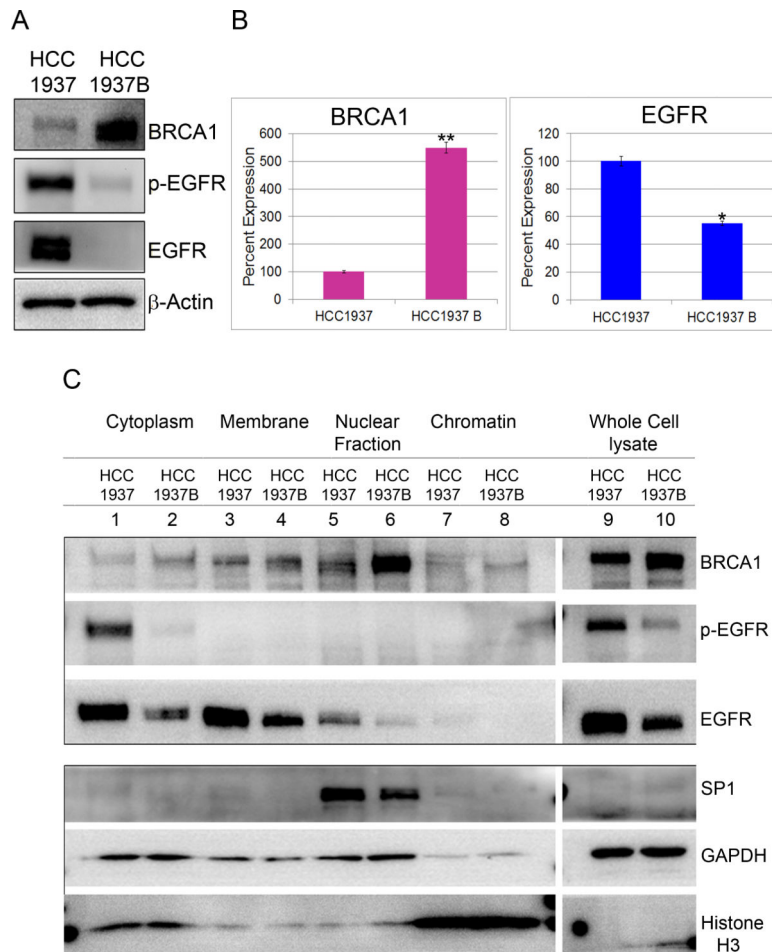 A
HCC 1937
HCC 1937B
BRCA1
p-EGFR
EGFR
β-Actin
B
BRCA1
Percent Expression
600
500
400
300
200
100
0
**
HCC1937
HCC1937 B
EGFR
Percent Expression
120
100
80
60
40
20
0
*
HCC1937
HCC1937 B
C
Cytoplasm
Membrane
Nuclear Fraction
Chromatin
Whole Cell lysate
HCC 1937
HCC 1937B
HCC 1937
HCC 1937B
HCC 1937
HCC 1937B
HCC 1937
HCC 1937B
HCC 1937
HCC 1937B
1 2 3 4 5 6 7 8 9 10
BRCA1
p-EGFR
EGFR
SP1
GAPDH
Histone H3